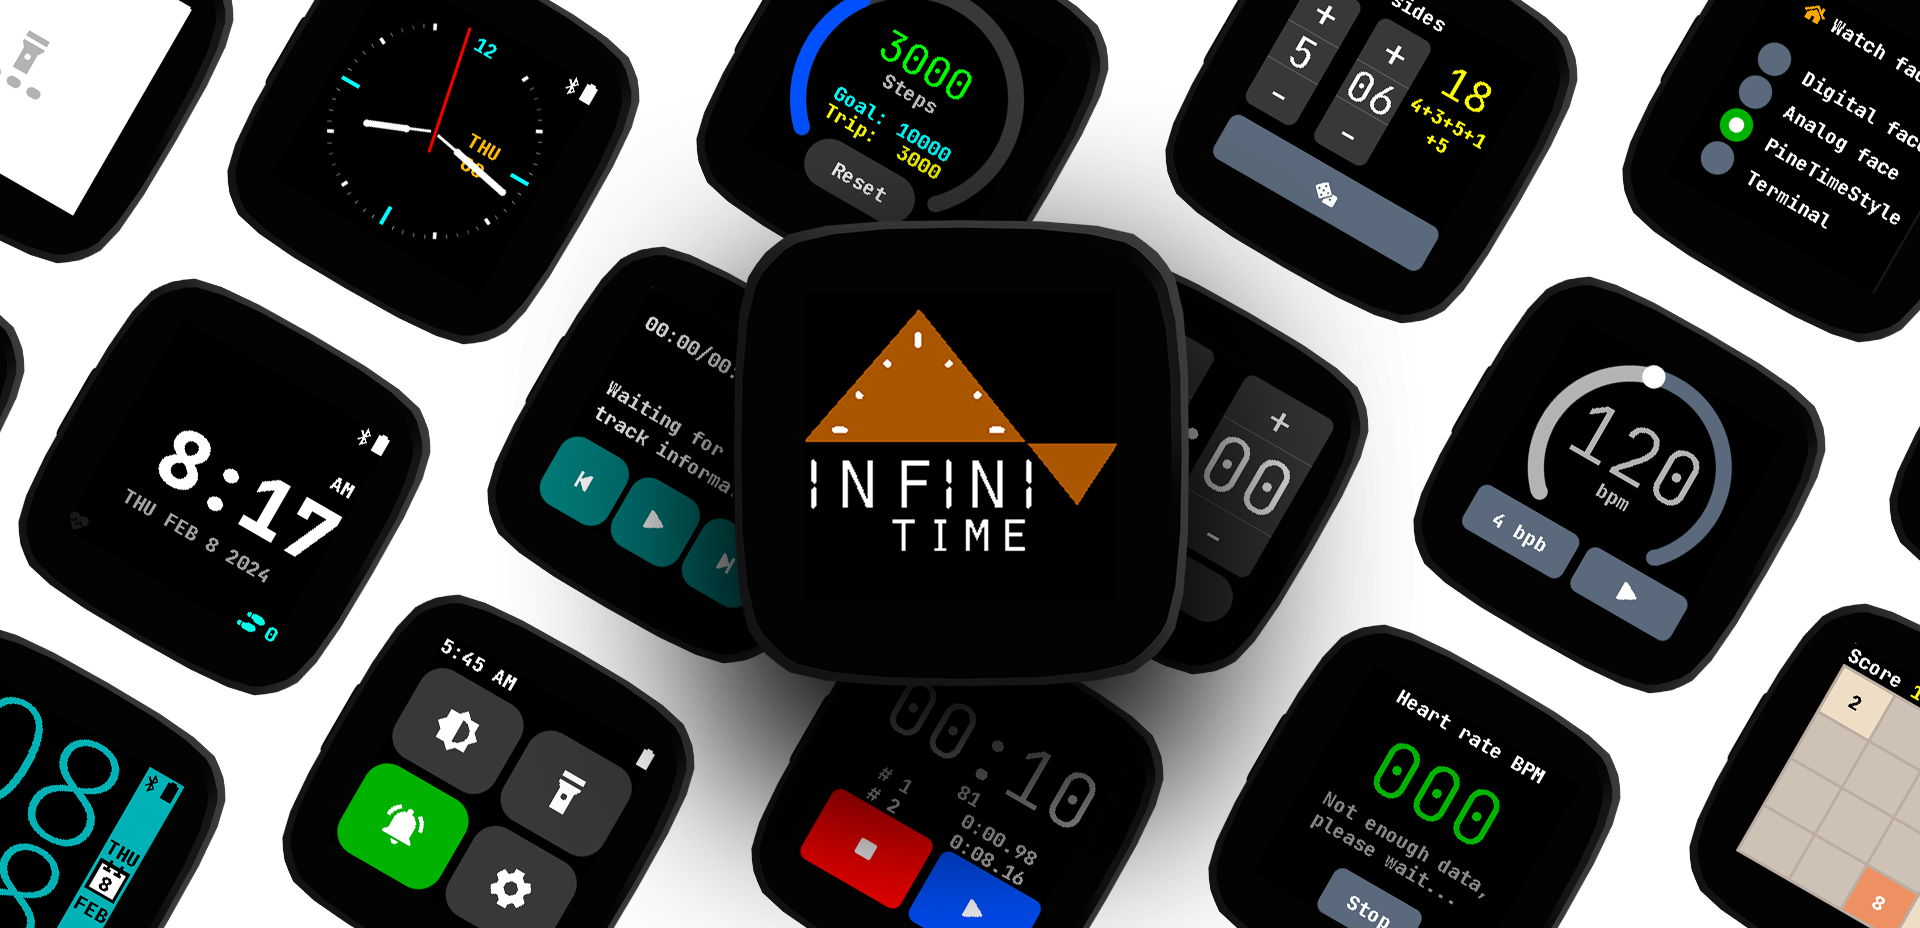 12
THU
3000
Steps
Goal: 10000
Trip: 3000
Reset
sides
+
5
-
+
06
-
18
4+3+5+1
+5
Watch fac
Digital fac
Analog face
PineTimeStyle
Terminal
8:17
AM
THU FEB 8 2024
0
00:00/00:
Waiting for
track informa
INFINI
TIME
+
:00
-
120
bpm
4 bpb
08
8
THU
8
FEB
5:45 AM
00:10
# 1 81 0:00.98
# 2 0:08.16
Heart rate BPM
000
Not enough data,
please wait...
Stop
Score 1
2
8